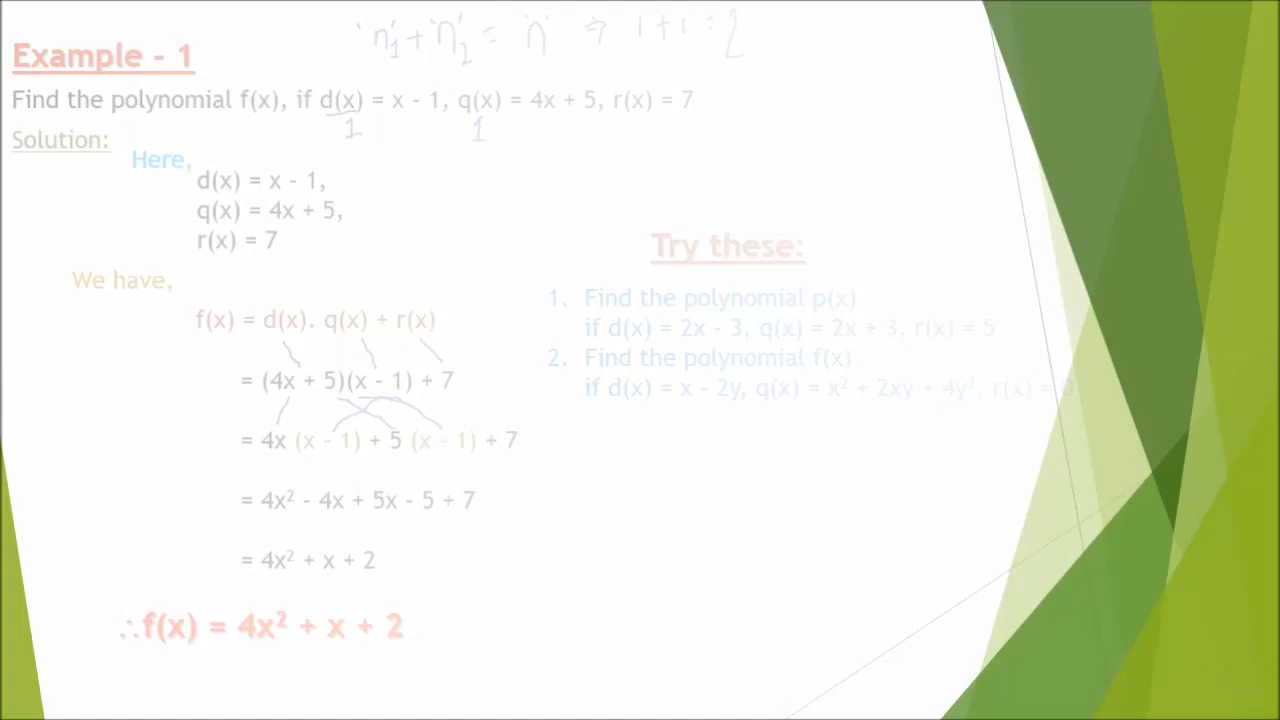 'n₁' + 'n₂' = 'n' ⇒ 1 + 1 = 2
Example - 1
Find the polynomial f(x), if d(x) = x - 1, q(x) = 4x + 5, r(x) = 7
1 1
Solution:
Here,
d(x) = x - 1,
q(x) = 4x + 5,
r(x) = 7
We have,
f(x) = d(x). q(x) + r(x)
= (4x + 5)(x - 1) + 7
= 4x (x - 1) + 5 (x - 1) + 7
= 4x² - 4x + 5x - 5 + 7
= 4x² + x + 2
∴f(x) = 4x² + x + 2
Try these:
1. Find the polynomial p(x)
if d(x) = 2x - 3, q(x) = 2x + 3, r(x) = 5
2. Find the polynomial f(x)
if d(x) = x - 2y, q(x) = x² + 2xy + 4y², r(x) = 0